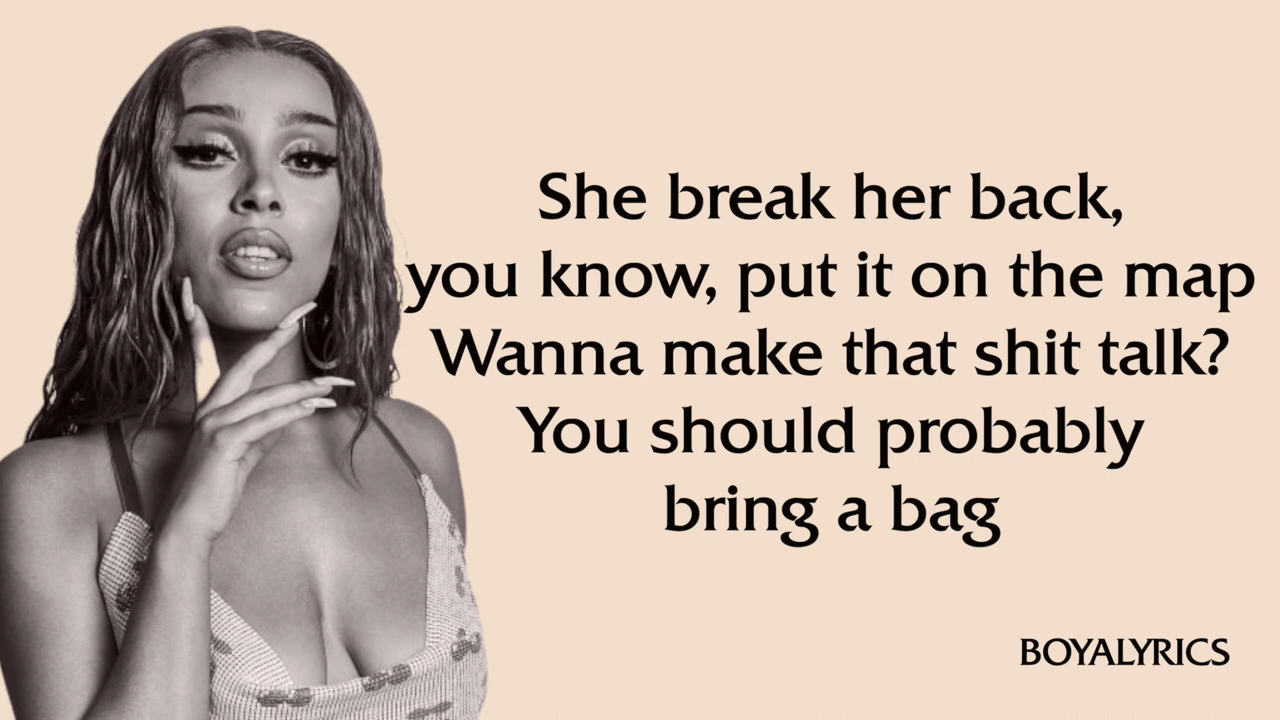 She break her back,
you know, put it on the map
Wanna make that shit talk?
You should probably
bring a bag
BOYALYRICS